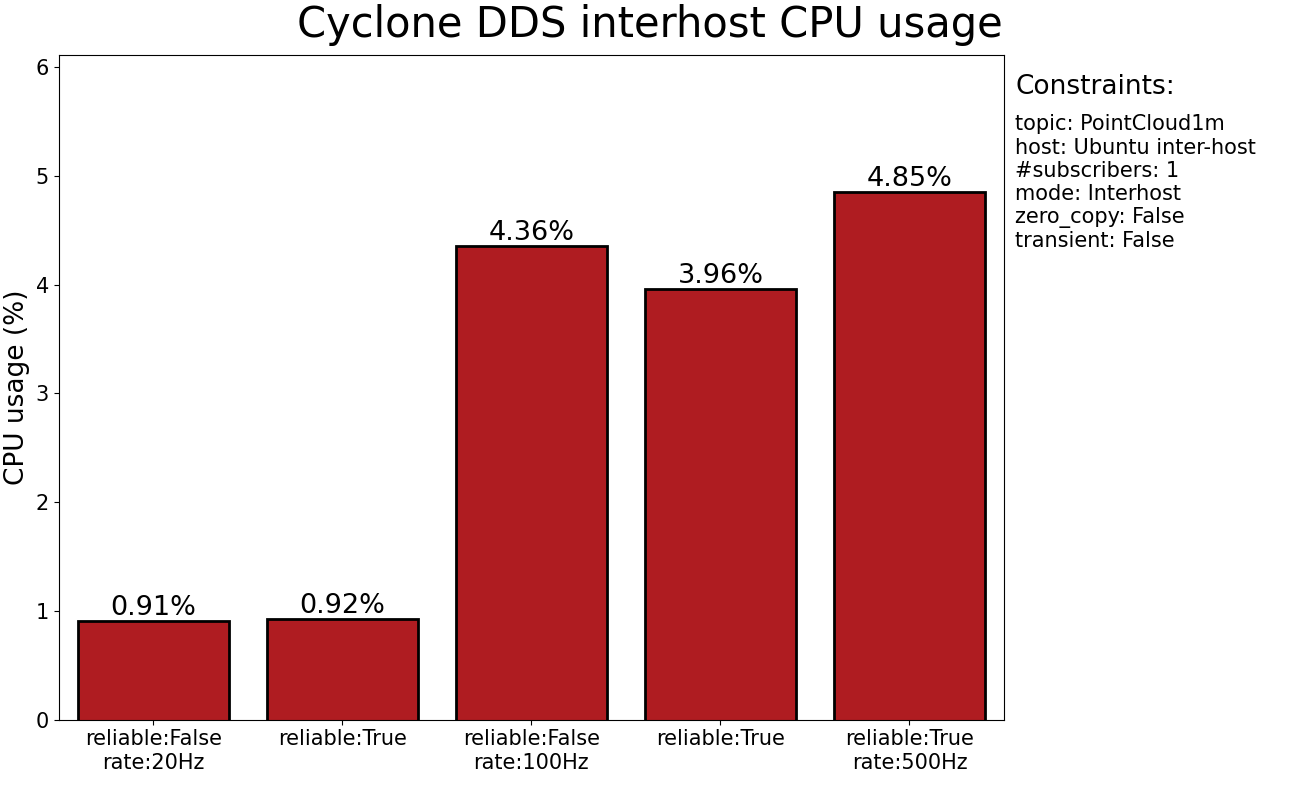 Cyclone DDS interhost CPU usage
CPU usage (%)
6
5
4
3
2
1
0
0.91%
0.92%
4.36%
3.96%
4.85%
reliable:False
rate:20Hz
reliable:True
reliable:False
rate:100Hz
reliable:True
reliable:True
rate:500Hz
Constraints:
topic: PointCloud1m
host: Ubuntu inter-host
#subscribers: 1
mode: Interhost
zero_copy: False
transient: False